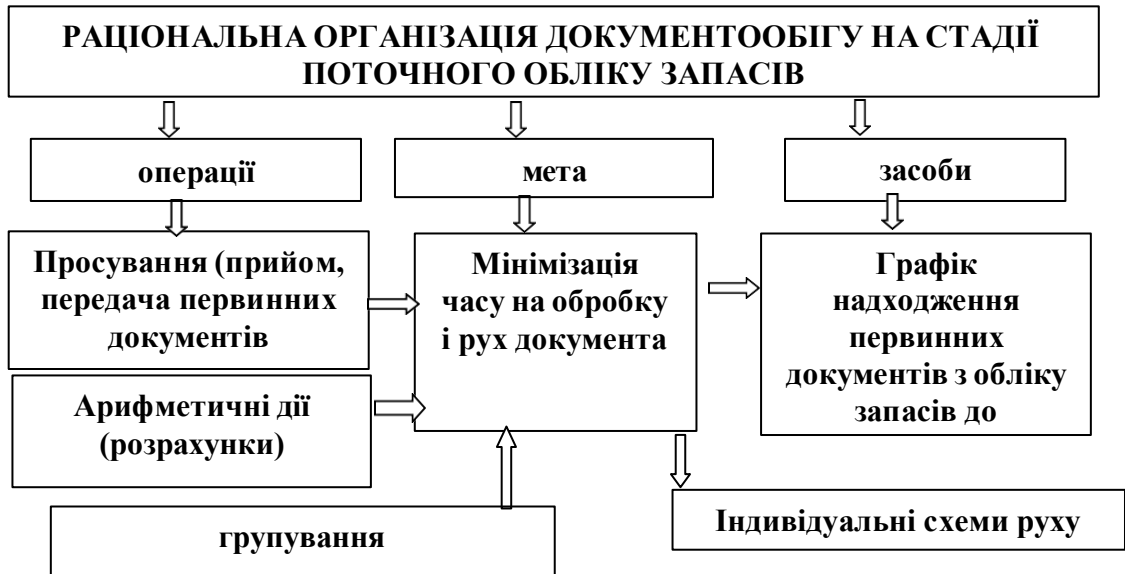 РАЦІОНАЛЬНА ОРГАНІЗАЦІЯ ДОКУМЕНТООБІГУ НА СТАДІЇ
ПОТОЧНОГО ОБЛІКУ ЗАПАСІВ
операції
мета
засоби
Просування (прийом,
передача первинних
документів
Мінімізація
часу на обробку
і рух документа
Графік
надходження
первинних
документів з обліку
запасів до
Арифметичні дії
(розрахунки)
групування
Індивідуальні схеми руху